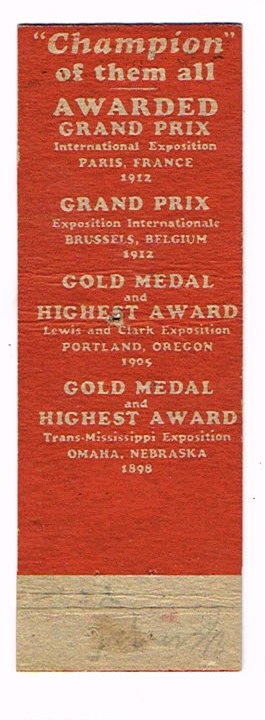 "Champion"
of them all
AWARDED
GRAND PRIX
International Exposition
PARIS, FRANCE
1912
GRAND PRIX
Exposition Internationale
BRUSSELS, BELGIUM
1912
GOLD MEDAL
and
HIGHEST AWARD
Lewis and Clark Exposition
PORTLAND, OREGON
1905
GOLD MEDAL
and
HIGHEST AWARD
Trans-Mississippi Exposition
OMAHA, NEBRASKA
1898